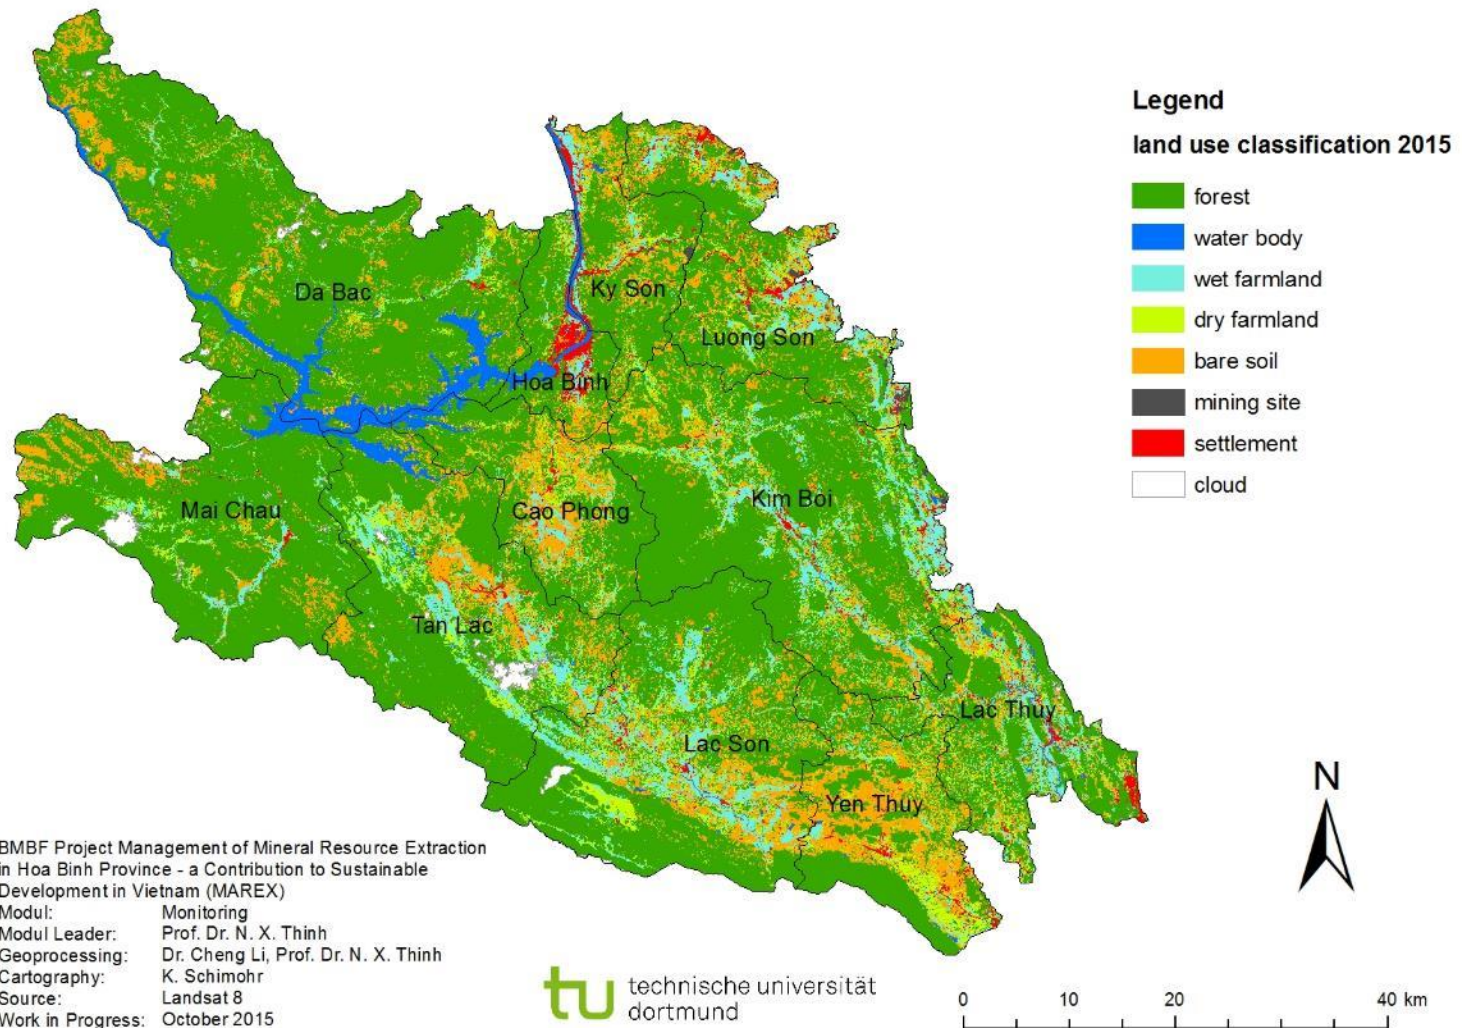 Legend
land use classification 2015
forest
water body
wet farmland
dry farmland
bare soil
mining site
settlement
cloud
Da Bac
Ky Son
Luong Son
Hoa Binh
Mai Chau
Cao Phong
Kim Boi
Tan Lac
Lac Thuy
Lac Son
Yen Thuy
N
BMBF Project Management of Mineral Resource Extraction
in Hoa Binh Province - a Contribution to Sustainable
Development in Vietnam (MAREX)
Modul: Monitoring
Modul Leader: Prof. Dr. N. X. Thinh
Geoprocessing: Dr. Cheng Li, Prof. Dr. N. X. Thinh
Cartography: K. Schimohr
Source: Landsat 8
Work in Progress: October 2015
tu technische universität
dortmund
0 10 20 40 km